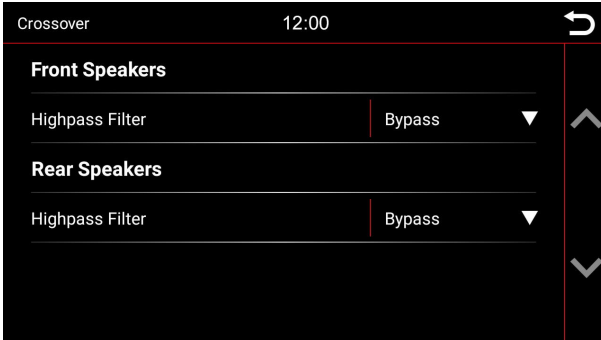 Crossover 12:00
Front Speakers
Highpass Filter Bypass
Rear Speakers
Highpass Filter Bypass